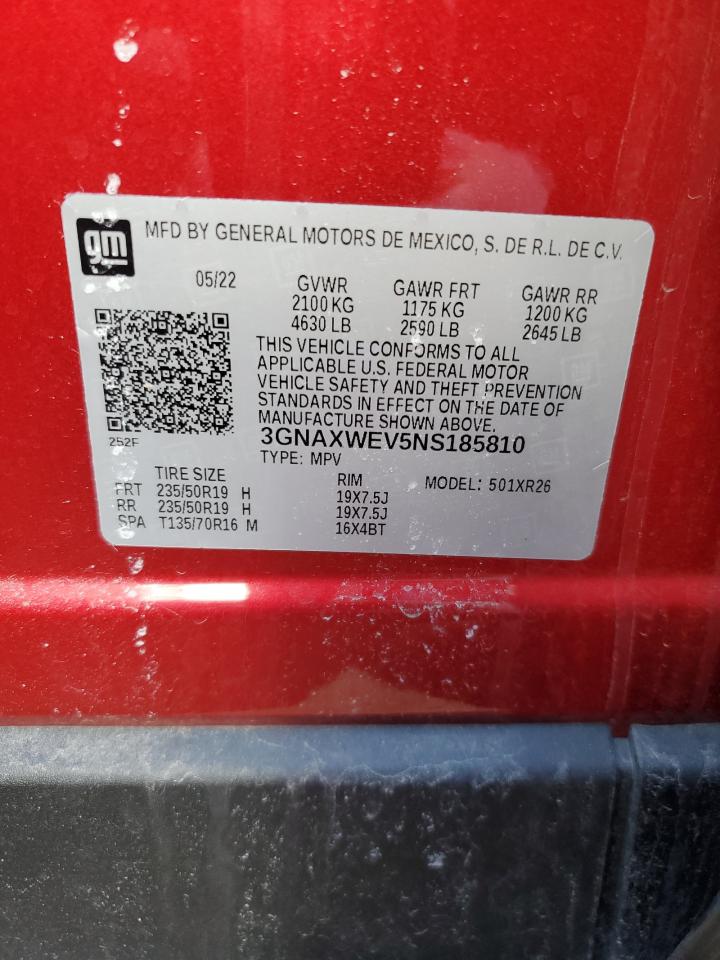 gm
MFD BY GENERAL MOTORS DE MEXICO, S. DE R.L. DE C.V.
05/22 GVWR GAWR FRT GAWR RR
2100 KG 1175 KG 1200 KG
4630 LB 2590 LB 2645 LB
THIS VEHICLE CONFORMS TO ALL
APPLICABLE U.S. FEDERAL MOTOR
VEHICLE SAFETY AND THEFT PREVENTION
STANDARDS IN EFFECT ON THE DATE OF
MANUFACTURE SHOWN ABOVE.
252F
3GNAXWEV5NS185810
TYPE: MPV
TIRE SIZE RIM MODEL: 501XR26
FRT 235/50R19 H 19X7.5J
RR 235/50R19 H 19X7.5J
SPA T135/70R16 M 16X4BT